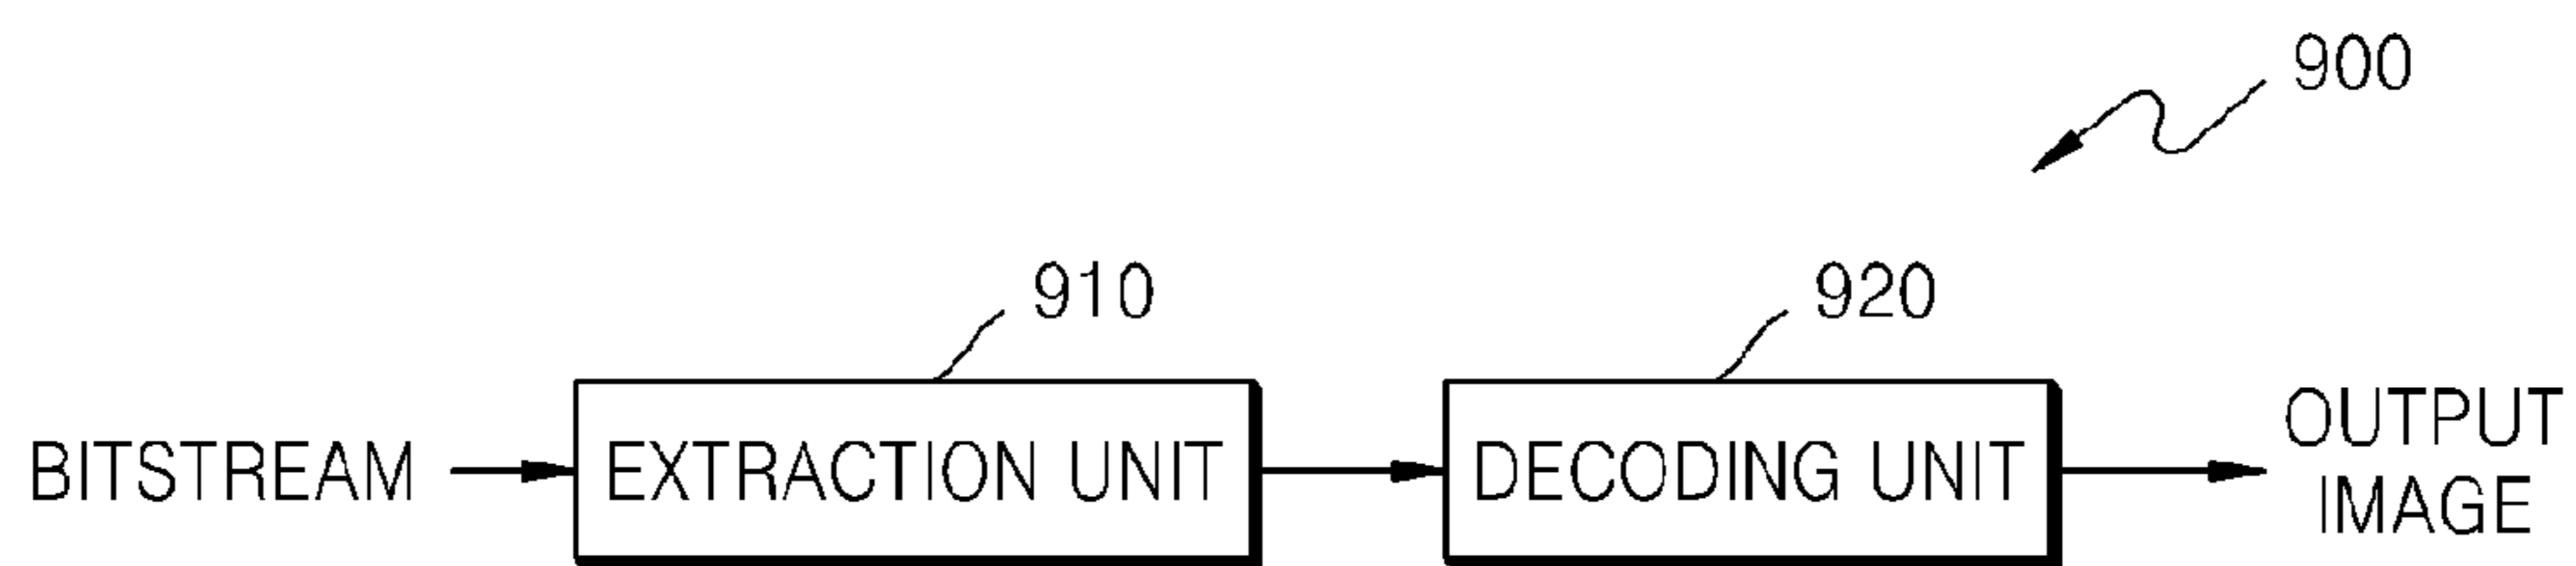 900
910
920
BITSTREAM
EXTRACTION UNIT
DECODING UNIT
OUTPUT
IMAGE